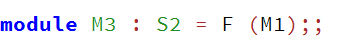 module M3 : S2 = F (M1);;